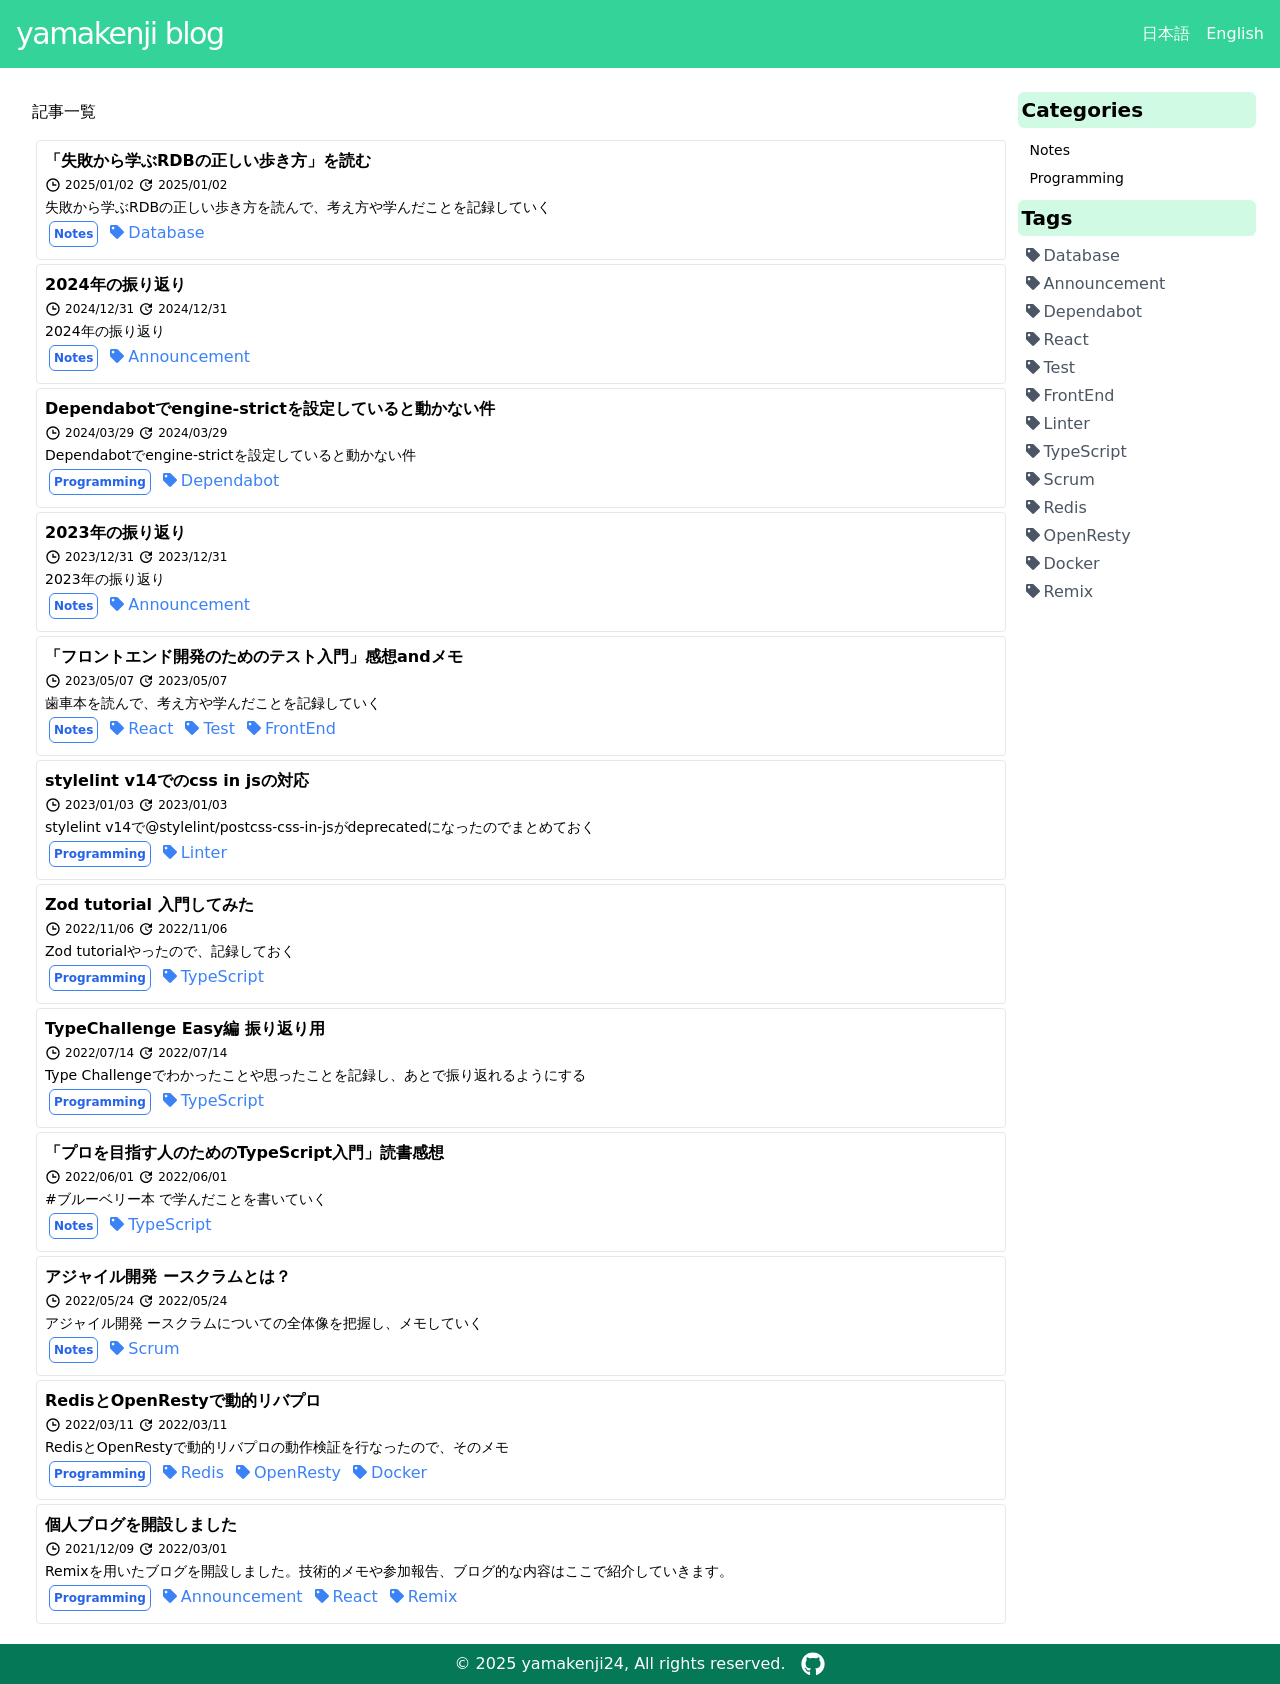 yamakenji blog
日本語 English
記事一覧
「失敗から学ぶRDBの正しい歩き方」を読む
2025/01/02 2025/01/02
失敗から学ぶRDBの正しい歩き方を読んで、考え方や学んだことを記録していく
Notes Database
2024年の振り返り
2024/12/31 2024/12/31
2024年の振り返り
Notes Announcement
Dependabotでengine-strictを設定していると動かない件
2024/03/29 2024/03/29
Dependabotでengine-strictを設定していると動かない件
Programming Dependabot
2023年の振り返り
2023/12/31 2023/12/31
2023年の振り返り
Notes Announcement
「フロントエンド開発のためのテスト入門」感想andメモ
2023/05/07 2023/05/07
歯車本を読んで、考え方や学んだことを記録していく
Notes React Test FrontEnd
stylelint v14でのcss in jsの対応
2023/01/03 2023/01/03
stylelint v14で@stylelint/postcss-css-in-jsがdeprecatedになったのでまとめておく
Programming Linter
Zod tutorial 入門してみた
2022/11/06 2022/11/06
Zod tutorialやったので、記録しておく
Programming TypeScript
TypeChallenge Easy編 振り返り用
2022/07/14 2022/07/14
Type Challengeでわかったことや思ったことを記録し、あとで振り返れるようにする
Programming TypeScript
「プロを目指す人のためのTypeScript入門」読書感想
2022/06/01 2022/06/01
#ブルーベリー本 で学んだことを書いていく
Notes TypeScript
アジャイル開発 ースクラムとは？
2022/05/24 2022/05/24
アジャイル開発 ースクラムについての全体像を把握し、メモしていく
Notes Scrum
RedisとOpenRestyで動的リバプロ
2022/03/11 2022/03/11
RedisとOpenRestyで動的リバプロの動作検証を行なったので、そのメモ
Programming Redis OpenResty Docker
個人ブログを開設しました
2021/12/09 2022/03/01
Remixを用いたブログを開設しました。技術的メモや参加報告、ブログ的な内容はここで紹介していきます。
Programming Announcement React Remix
Categories
Notes
Programming
Tags
Database
Announcement
Dependabot
React
Test
FrontEnd
Linter
TypeScript
Scrum
Redis
OpenResty
Docker
Remix
© 2025 yamakenji24, All rights reserved.